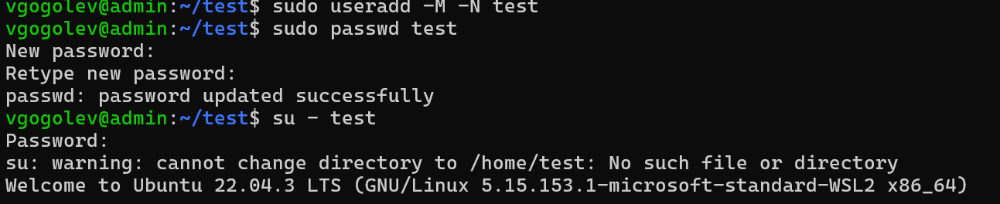 vgogolev@admin:~/test$ sudo useradd -M -N test
vgogolev@admin:~/test$ sudo passwd test
New password:
Retype new password:
passwd: password updated successfully
vgogolev@admin:~/test$ su - test
Password:
su: warning: cannot change directory to /home/test: No such file or directory
Welcome to Ubuntu 22.04.3 LTS (GNU/Linux 5.15.153.1-microsoft-standard-WSL2 x86_64)